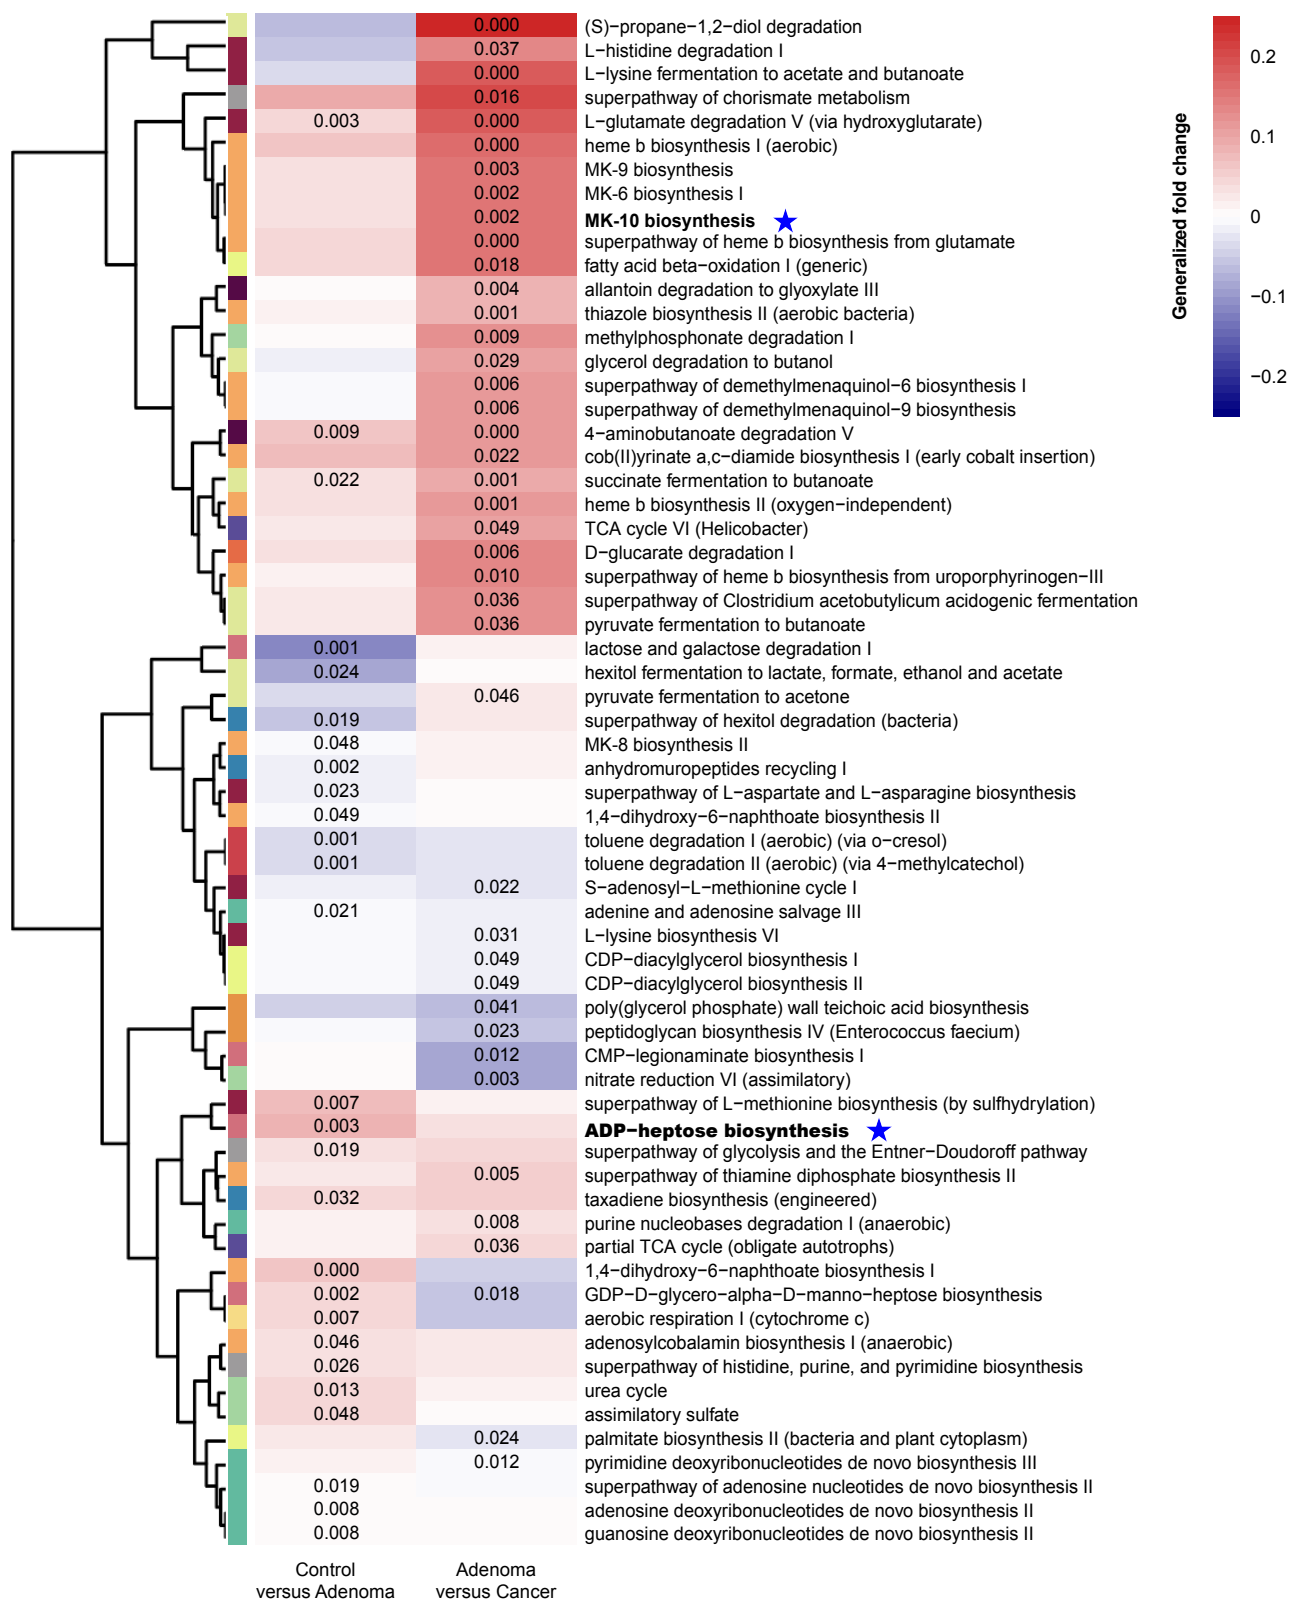 0.000 (S)−propane−1,2−diol degradation
0.037 L−histidine degradation I
0.000 L−lysine fermentation to acetate and butanoate
0.016 superpathway of chorismate metabolism
0.003 0.000 L−glutamate degradation V (via hydroxyglutarate)
0.000 heme b biosynthesis I (aerobic)
0.003 MK-9 biosynthesis
0.002 MK-6 biosynthesis I
0.002 MK-10 biosynthesis
0.000 superpathway of heme b biosynthesis from glutamate
0.018 fatty acid beta−oxidation I (generic)
0.004 allantoin degradation to glyoxylate III
0.001 thiazole biosynthesis II (aerobic bacteria)
0.009 methylphosphonate degradation I
0.029 glycerol degradation to butanol
0.006 superpathway of demethylmenaquinol−6 biosynthesis I
0.006 superpathway of demethylmenaquinol−9 biosynthesis
0.009 0.000 4−aminobutanoate degradation V
0.022 cob(II)yrinate a,c−diamide biosynthesis I (early cobalt insertion)
0.022 0.001 succinate fermentation to butanoate
0.001 heme b biosynthesis II (oxygen−independent)
0.049 TCA cycle VI (Helicobacter)
0.006 D−glucarate degradation I
0.010 superpathway of heme b biosynthesis from uroporphyrinogen−III
0.036 superpathway of Clostridium acetobutylicum acidogenic fermentation
0.036 pyruvate fermentation to butanoate
0.001 lactose and galactose degradation I
0.024 hexitol fermentation to lactate, formate, ethanol and acetate
0.046 pyruvate fermentation to acetone
0.019 superpathway of hexitol degradation (bacteria)
0.048 MK−8 biosynthesis II
0.002 anhydromuropeptides recycling I
0.023 superpathway of L−aspartate and L−asparagine biosynthesis
0.049 1,4−dihydroxy−6−naphthoate biosynthesis II
0.001 toluene degradation I (aerobic) (via o−cresol)
0.001 toluene degradation II (aerobic) (via 4−methylcatechol)
0.022 S−adenosyl−L−methionine cycle I
0.021 adenine and adenosine salvage III
0.031 L−lysine biosynthesis VI
0.049 CDP−diacylglycerol biosynthesis I
0.049 CDP−diacylglycerol biosynthesis II
0.041 poly(glycerol phosphate) wall teichoic acid biosynthesis
0.023 peptidoglycan biosynthesis IV (Enterococcus faecium)
0.012 CMP−legionaminate biosynthesis I
0.003 nitrate reduction VI (assimilatory)
0.007 superpathway of L−methionine biosynthesis (by sulfhydrylation)
0.003 ADP−heptose biosynthesis
0.019 superpathway of glycolysis and the Entner−Doudoroff pathway
0.005 superpathway of thiamine diphosphate biosynthesis II
0.032 taxadiene biosynthesis (engineered)
0.008 purine nucleobases degradation I (anaerobic)
0.036 partial TCA cycle (obligate autotrophs)
0.000 1,4−dihydroxy−6−naphthoate biosynthesis I
0.002 0.018 GDP−D−glycero−alpha−D−manno−heptose biosynthesis
0.007 aerobic respiration I (cytochrome c)
0.046 adenosylcobalamin biosynthesis I (anaerobic)
0.026 superpathway of histidine, purine, and pyrimidine biosynthesis
0.013 urea cycle
0.048 assimilatory sulfate
0.024 palmitate biosynthesis II (bacteria and plant cytoplasm)
0.012 pyrimidine deoxyribonucleotides de novo biosynthesis III
0.019 superpathway of adenosine nucleotides de novo biosynthesis II
0.008 adenosine deoxyribonucleotides de novo biosynthesis II
0.008 guanosine deoxyribonucleotides de novo biosynthesis II
Control
versus Adenoma
Adenoma
versus Cancer
Generalized fold change
0.2
0.1
0
−0.1
−0.2